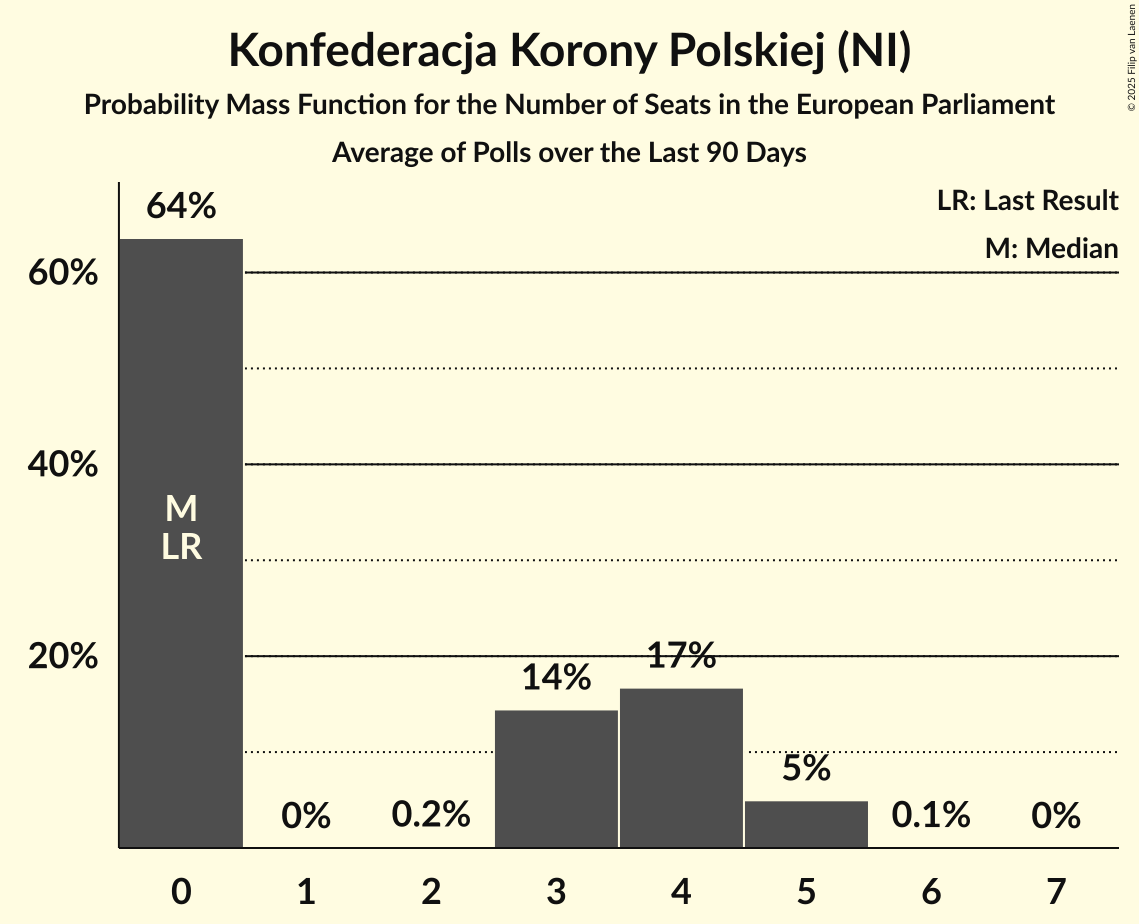 Konfederacja Korony Polskiej (NI)
Probability Mass Function for the Number of Seats in the European Parliament
Average of Polls over the Last 90 Days
© 2025 Filip van Laenen
LR: Last Result
M: Median
64%
60%
40%
20%
M
LR
0%
0.2%
14%
17%
5%
0.1%
0%
0 1 2 3 4 5 6 7